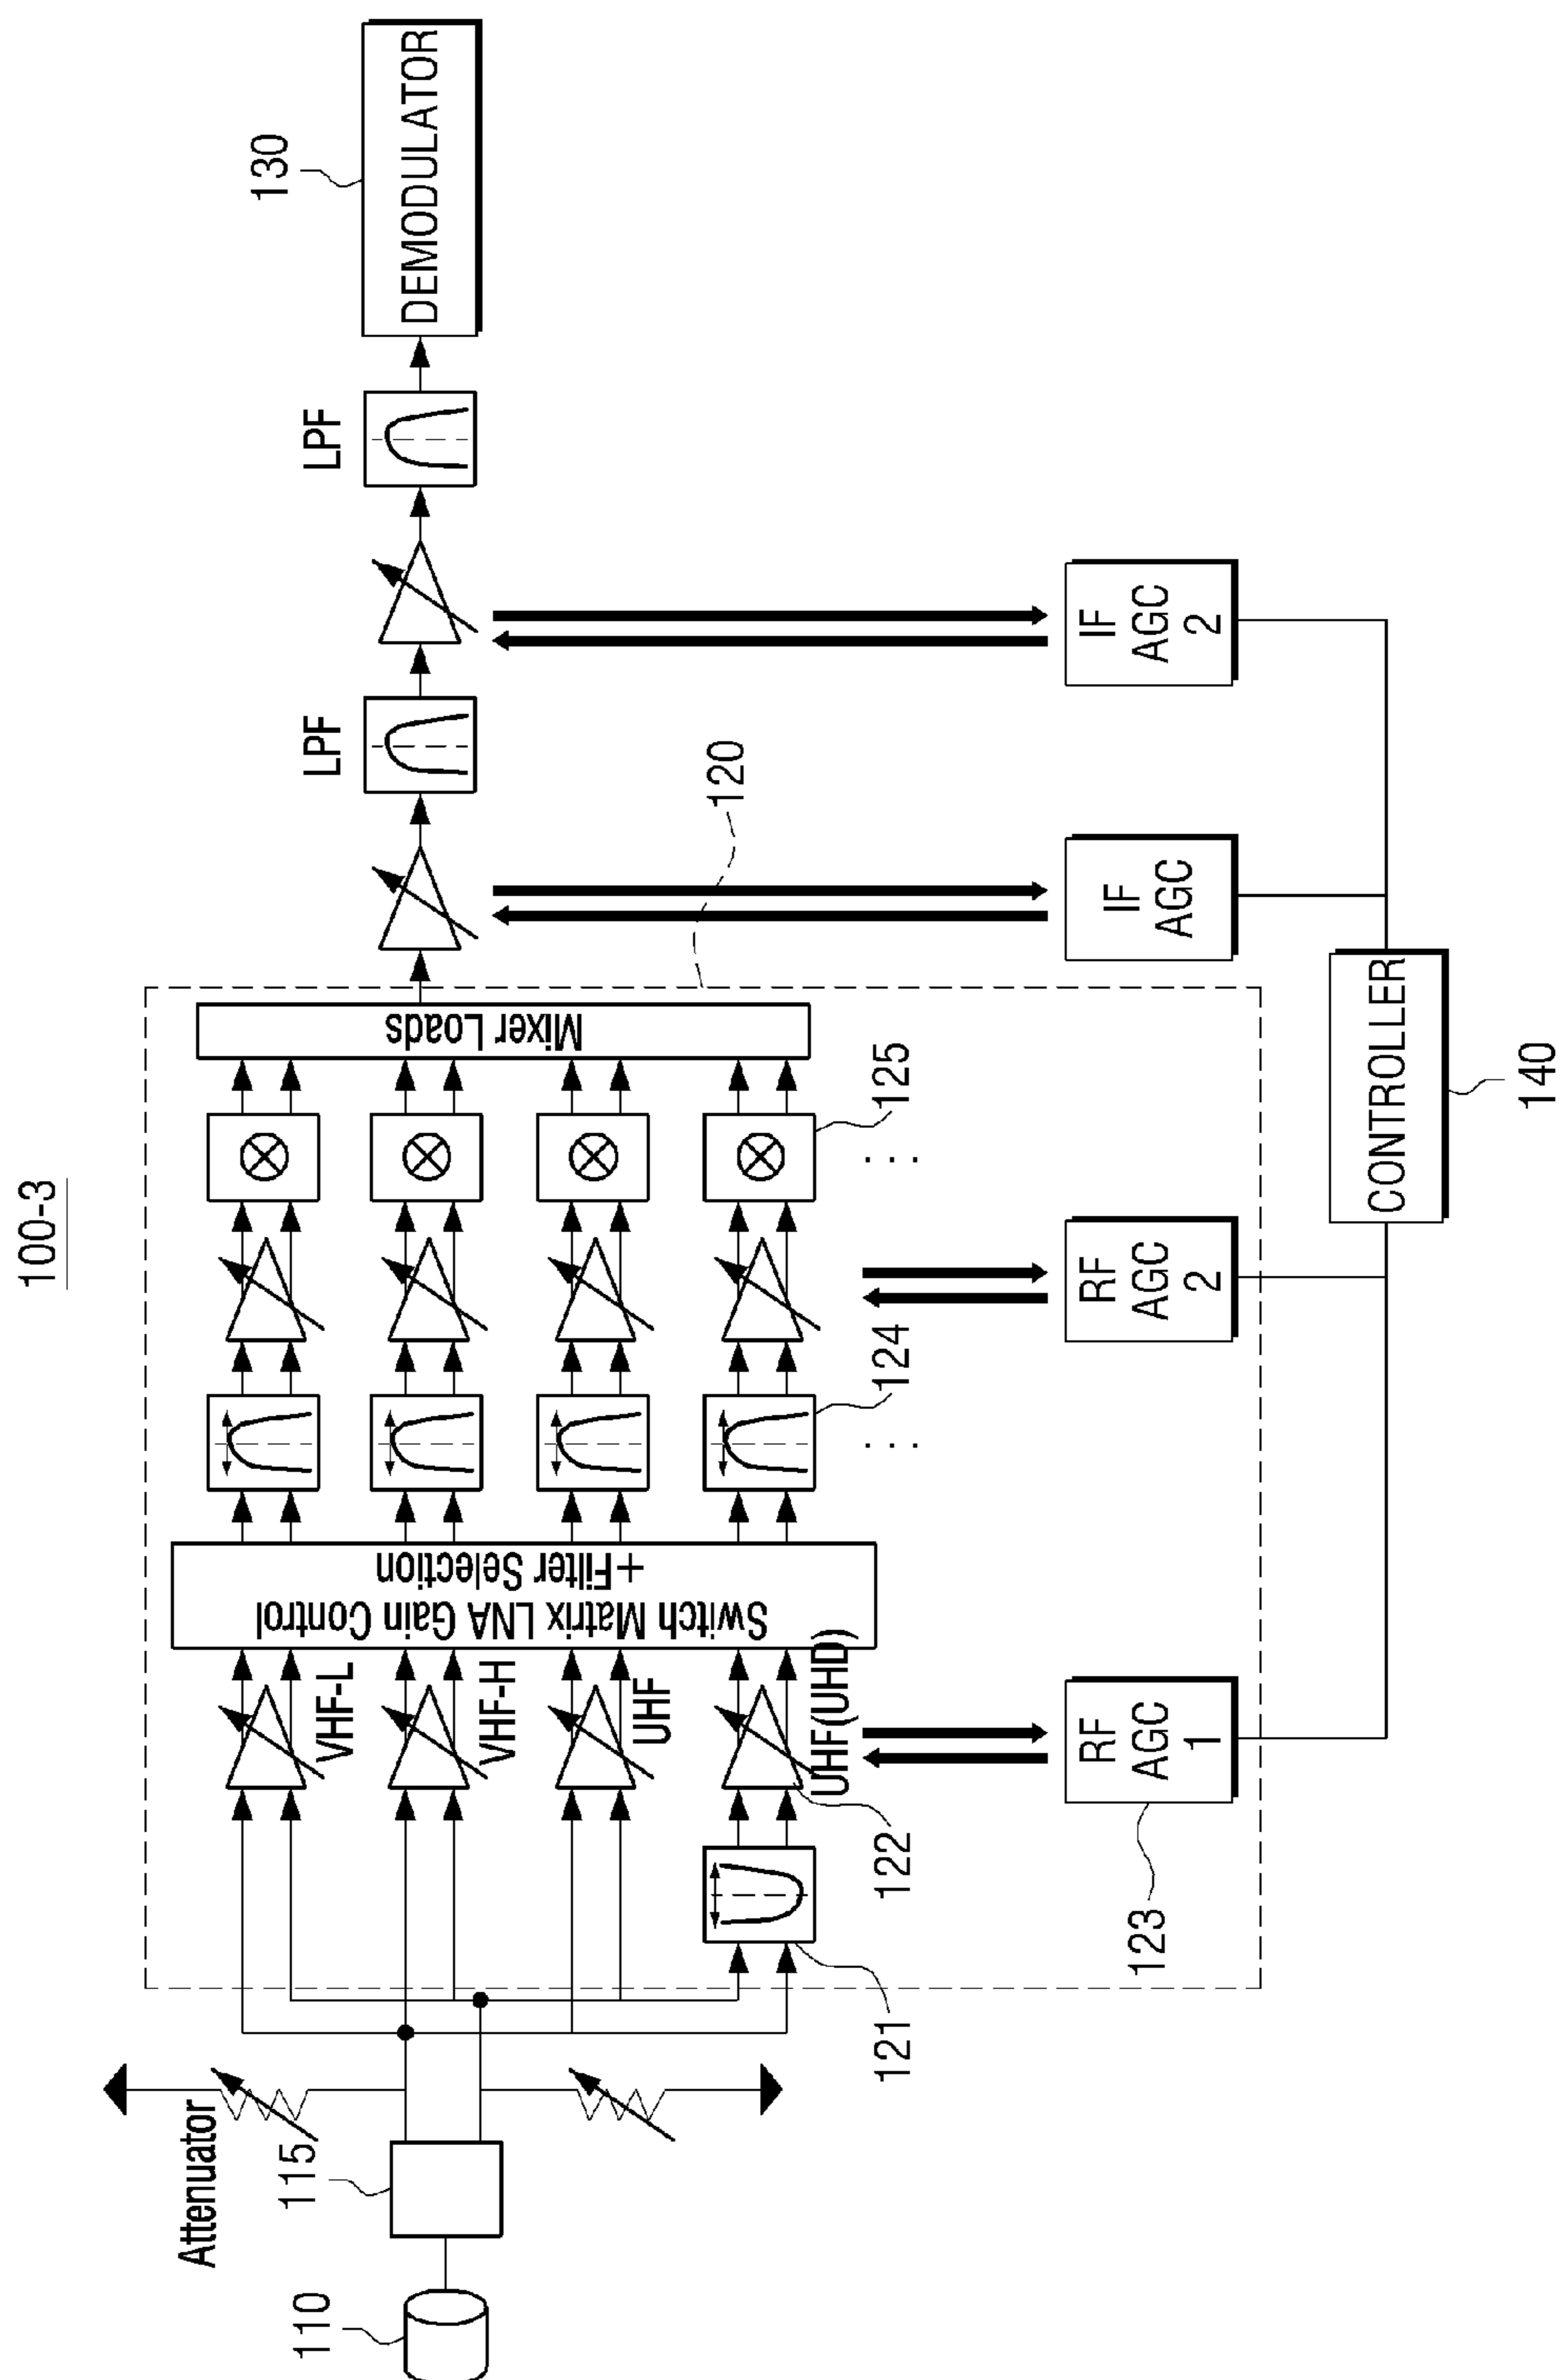 100-3
Attenuator
110
115
VHF-L
VHF-H
UHF
UHF(UHD)
121
122
Switch Matrix LNA Gain Control
+Filter Selection
124
125
Mixer Loads
120
LPF
LPF
130
DEMODULATOR
123
RF
AGC
1
RF
AGC
2
IF
AGC
IF
AGC
2
CONTROLLER
140